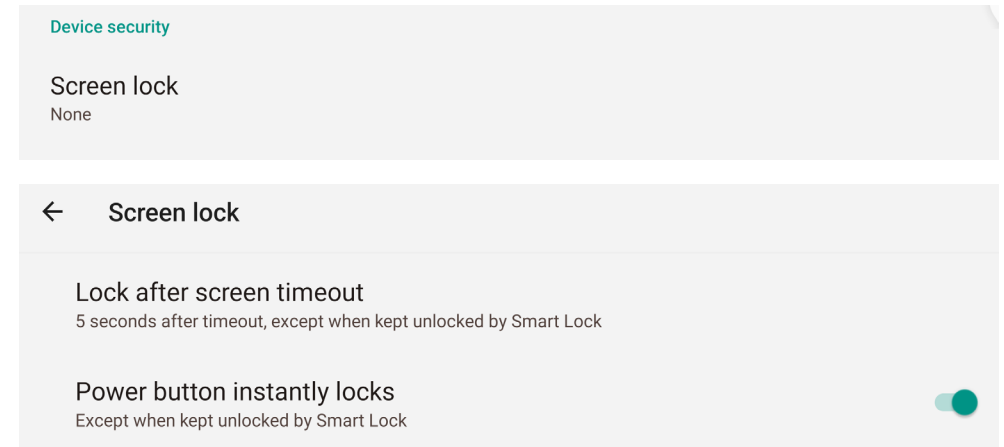 Device security
Screen lock
None
Screen lock
Lock after screen timeout
5 seconds after timeout, except when kept unlocked by Smart Lock
Power button instantly locks
Except when kept unlocked by Smart Lock